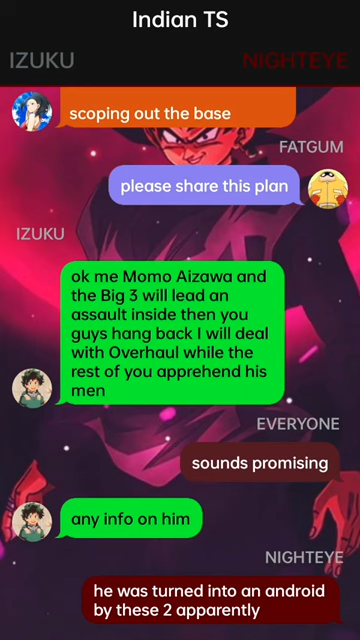 Indian TS
IZUKU
NIGHTEYE
scoping out the base
FATGUM
please share this plan
IZUKU
ok me Momo Aizawa and
the Big 3 will lead an
assault inside then you
guys hang back I will deal
with Overhaul while the
rest of you apprehend his
men
EVERYONE
sounds promising
any info on him
NIGHTEYE
he was turned into an android
by these 2 apparently